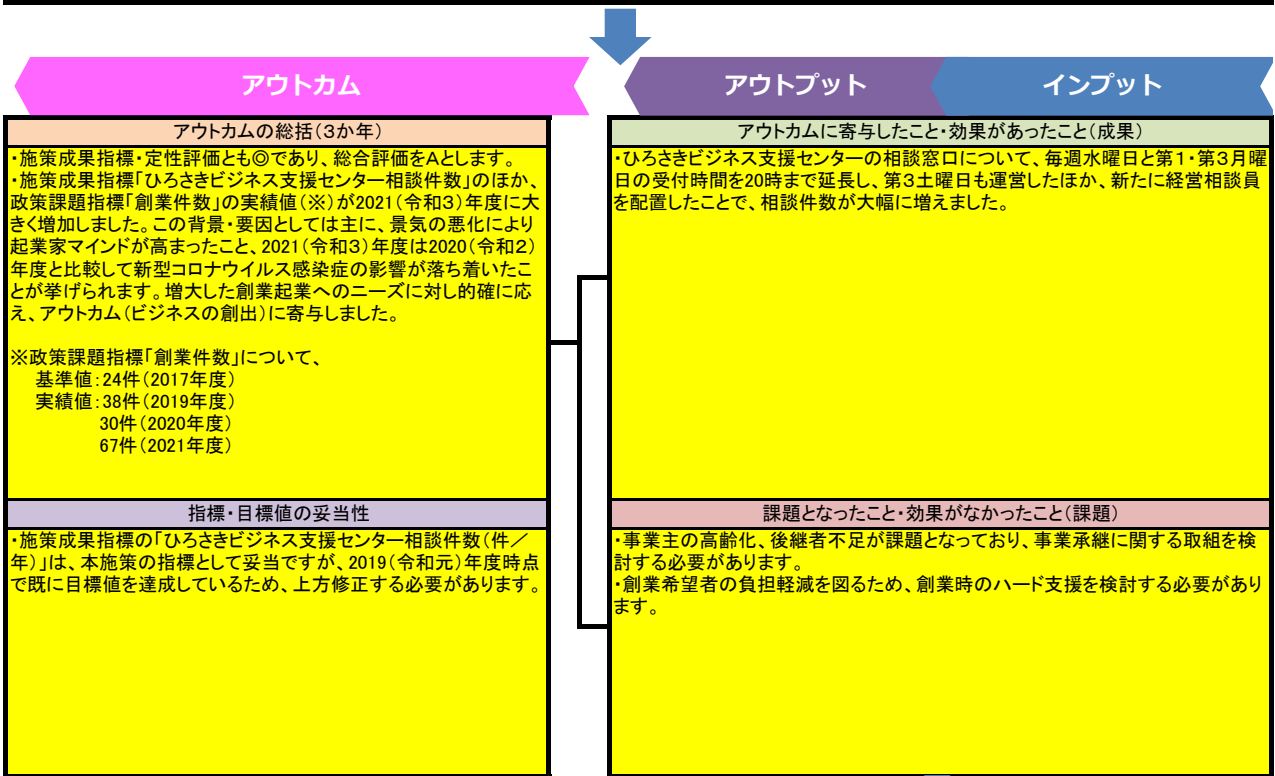 アウトカム
アウトプット
インプット
アウトカムの総括(3か年)
・施策成果指標・定性評価とも◎であり、総合評価をAとします。
・施策成果指標「ひろさきビジネス支援センター相談件数」のほか、
政策課題指標「創業件数」の実績値(※)が2021(令和3)年度に大
きく増加しました。この背景・要因としては主に、景気の悪化により
起業家マインドが高まったこと、2021(令和3)年度は2020(令和2)
年度と比較して新型コロナウイルス感染症の影響が落ち着いたこ
とが挙げられます。増大した創業起業へのニーズに対し的確に応
え、アウトカム(ビジネスの創出)に寄与しました。
※政策課題指標「創業件数」について、
基準値:24件(2017年度)
実績値:38件(2019年度)
30件(2020年度)
67件(2021年度)
指標・目標値の妥当性
・施策成果指標の「ひろさきビジネス支援センター相談件数(件/
年)」は、本施策の指標として妥当ですが、2019(令和元)年度時点
で既に目標値を達成しているため、上方修正する必要があります。
アウトカムに寄与したこと・効果があったこと(成果)
・ひろさきビジネス支援センターの相談窓口について、毎週水曜日と第1・第3月曜
日の受付時間を20時まで延長し、第3土曜日も運営したほか、新たに経営相談員
を配置したことで、相談件数が大幅に増えました。
課題となったこと・効果がなかったこと(課題)
・事業主の高齢化、後継者不足が課題となっており、事業承継に関する取組を検
討する必要があります。
・創業希望者の負担軽減を図るため、創業時のハード支援を検討する必要があり
ます。